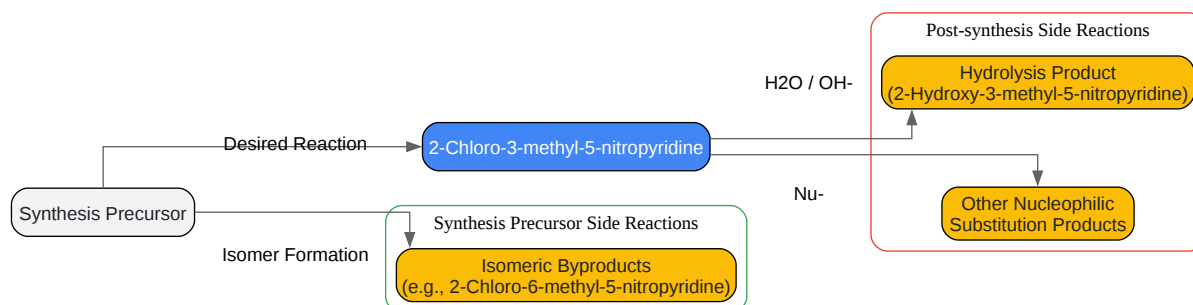 Post-synthesis Side Reactions
H2O / OH-
Hydrolysis Product
(2-Hydroxy-3-methyl-5-nitropyridine)
Desired Reaction
2-Chloro-3-methyl-5-nitropyridine
Nu-
Other Nucleophilic
Substitution Products
Synthesis Precursor
Synthesis Precursor Side Reactions
Isomer Formation
Isomeric Byproducts
(e.g., 2-Chloro-6-methyl-5-nitropyridine)